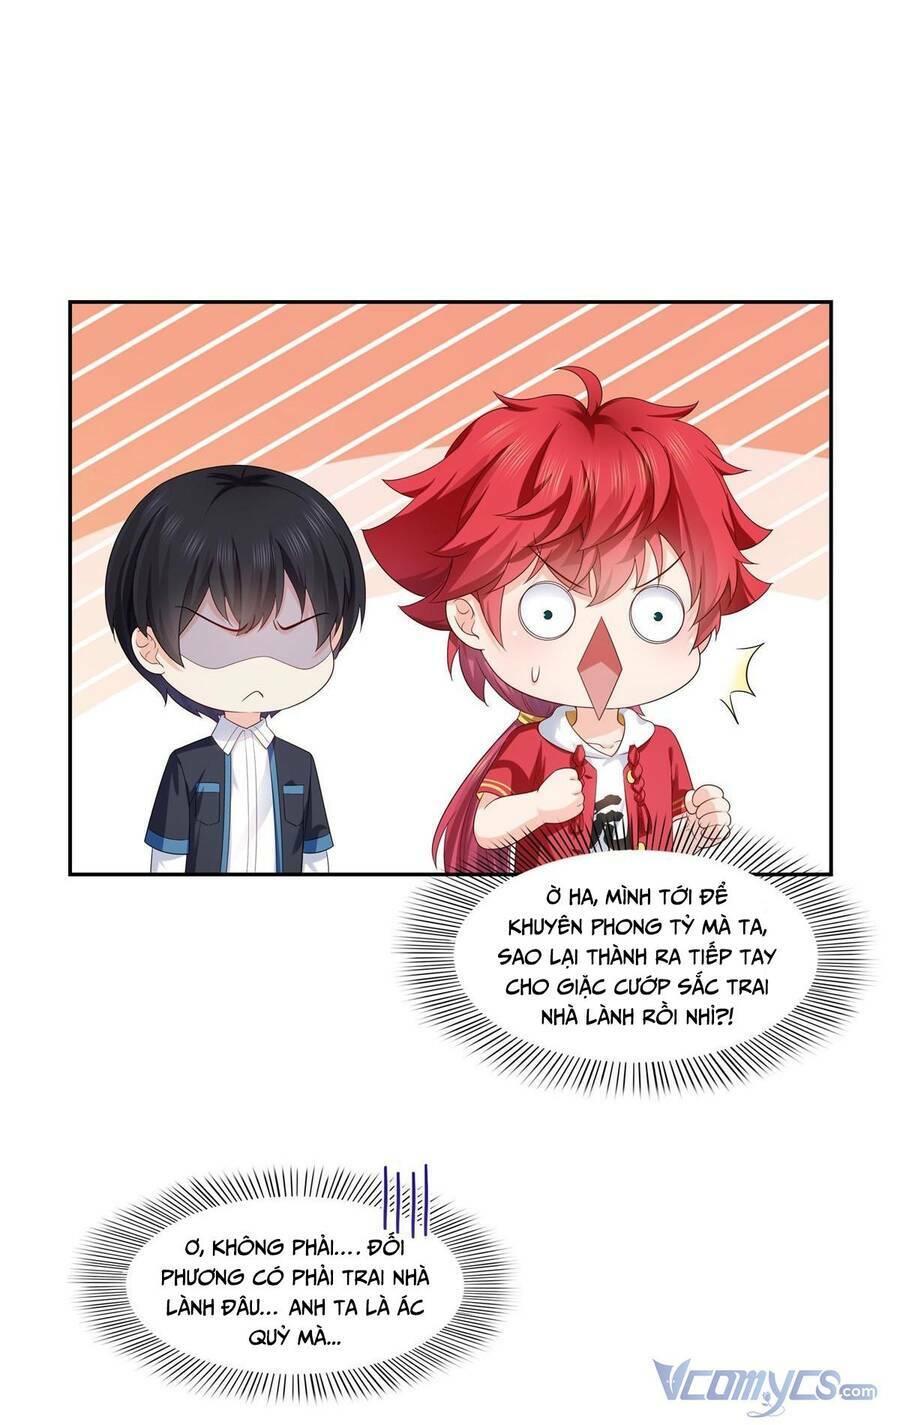 Ờ HA, MÌNH TỚI ĐỂ
KHUYÊN PHONG TỶ MÀ TA,
SAO LẠI THÀNH RA TIẾP TAY
CHO GIẶC CƯỚP SẮC TRAI
NHÀ LÀNH RỒI NHỈ?!
Ơ, KHÔNG PHẢI.... ĐỐI
PHƯƠNG CÓ PHẢI TRAI NHÀ
LÀNH ĐÂU... ANH TA LÀ ÁC
QUỶ MÀ...
VCOMYCS.com